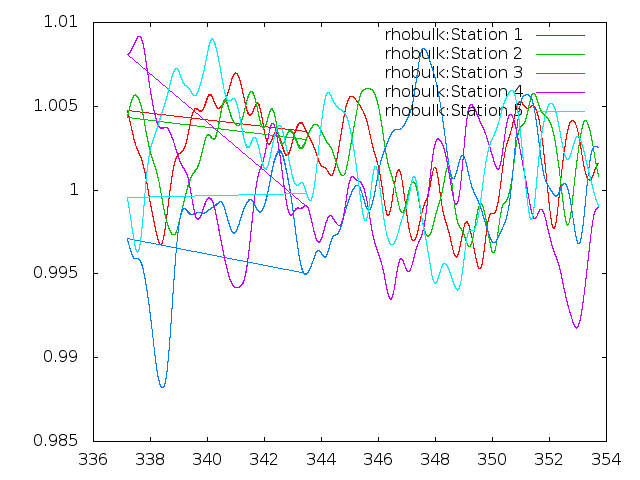 1.01
1.005
1
0.995
0.99
0.985
336 338 340 342 344 346 348 350 352 354
rhobulk:Station 1
rhobulk:Station 2
rhobulk:Station 3
rhobulk:Station 4
rhobulk:Station 5